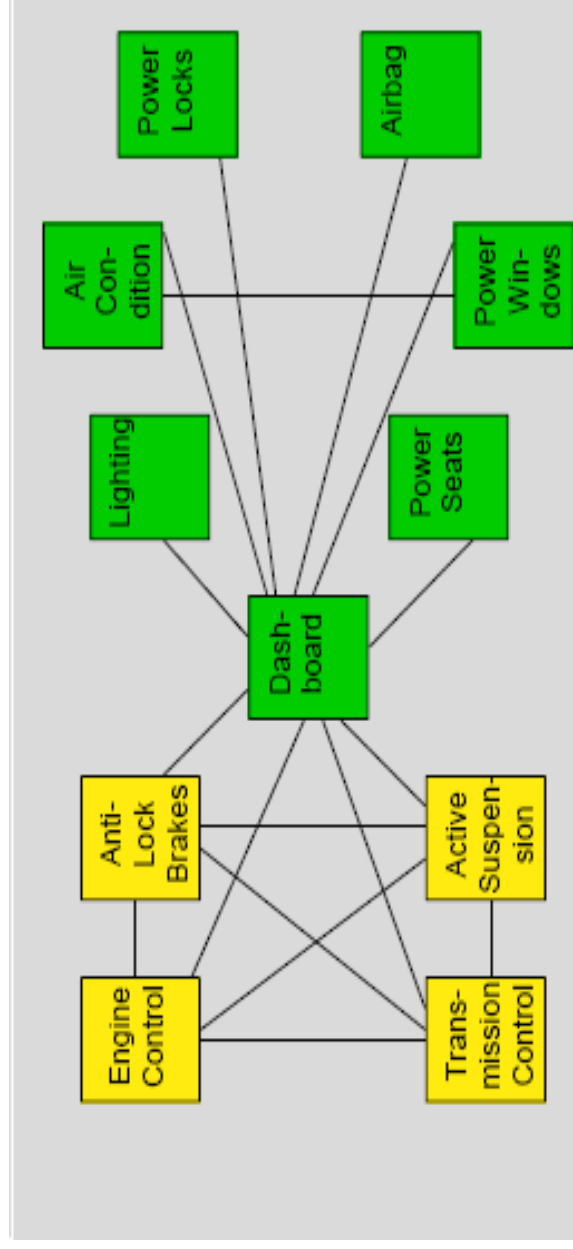 Engine
Control
Anti-
Lock
Brakes
Lighting
Air
Con-
dition
Power
Locks
Dash-
board
Trans-
mission
Control
Active
Suspen-
sion
Power
Seats
Power
Win-
dows
Airbag